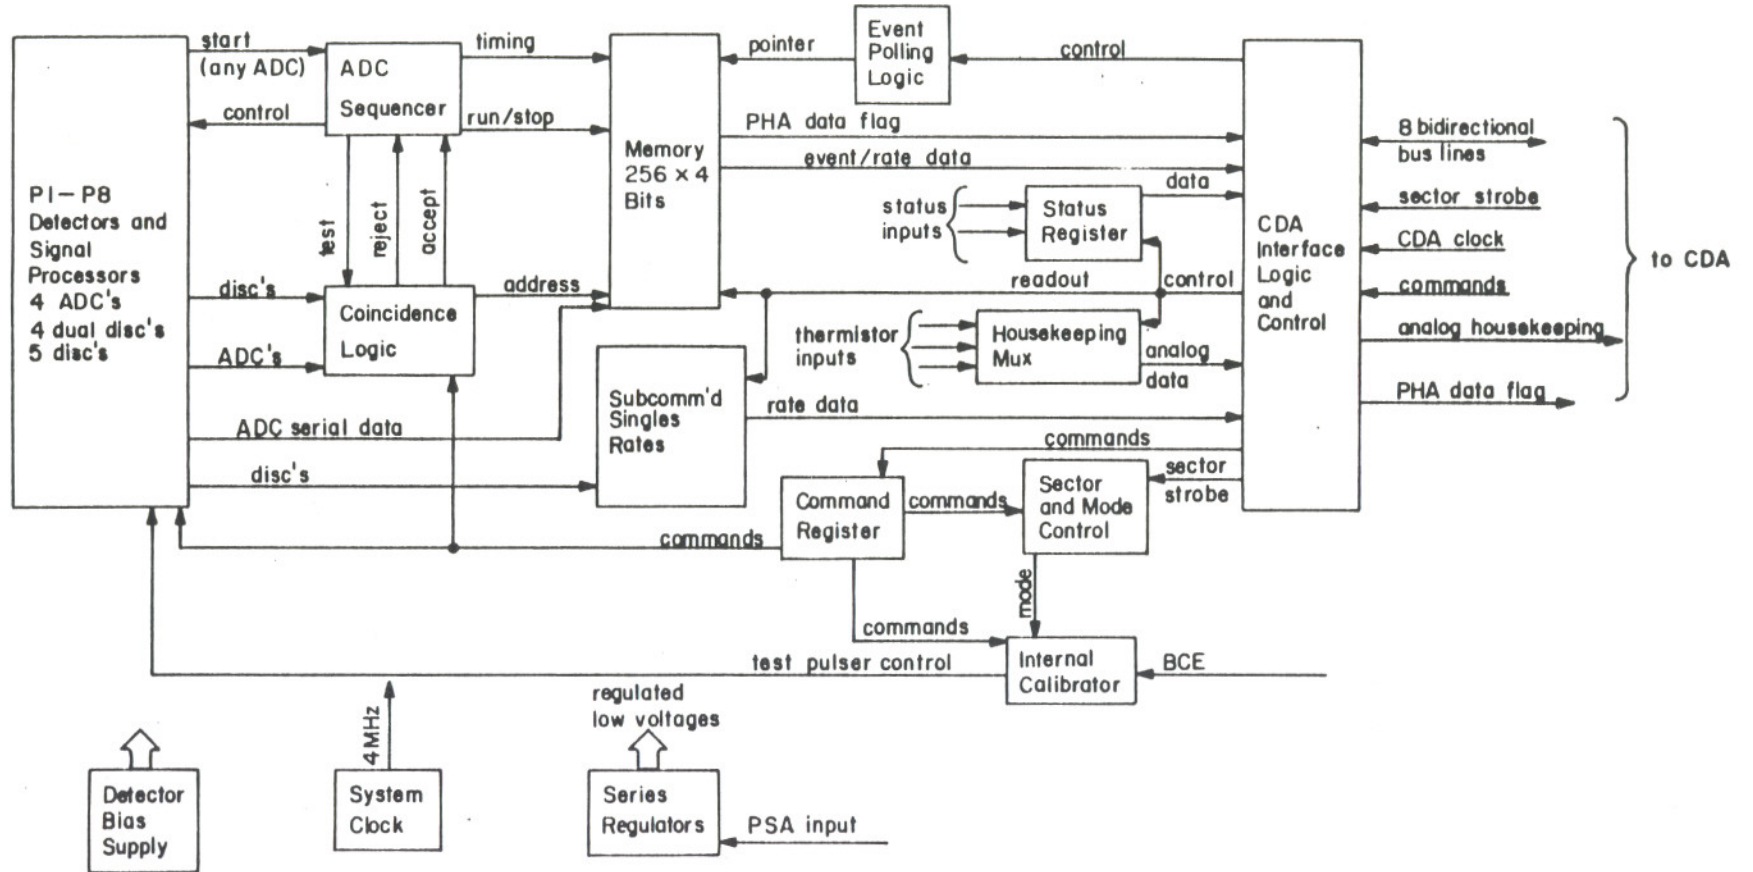 P1-P8
Detectors and
Signal
Processors
4 ADC's
4 dual disc's
5 disc's
start
(any ADC)
control
ADC
Sequencer
timing
run/stop
test
reject
accept
disc's
ADC's
Coincidence
Logic
address
ADC serial data
disc's
Memory
256 × 4
Bits
pointer
Event
Polling
Logic
control
PHA data flag
event/rate data
status
inputs
Status
Register
data
readout
control
thermistor
inputs
Housekeeping
Mux
analog
data
Subcomm'd
Singles
Rates
rate data
CDA
Interface
Logic
and
Control
8 bidirectional
bus lines
sector strobe
CDA clock
commands
analog housekeeping
PHA data flag
to CDA
commands
sector
strobe
Command
Register
commands
Sector
and Mode
Control
commands
mode
commands
test pulser control
Internal
Calibrator
BCE
regulated
low voltages
4MHz
Detector
Bias
Supply
System
Clock
Series
Regulators
PSA input